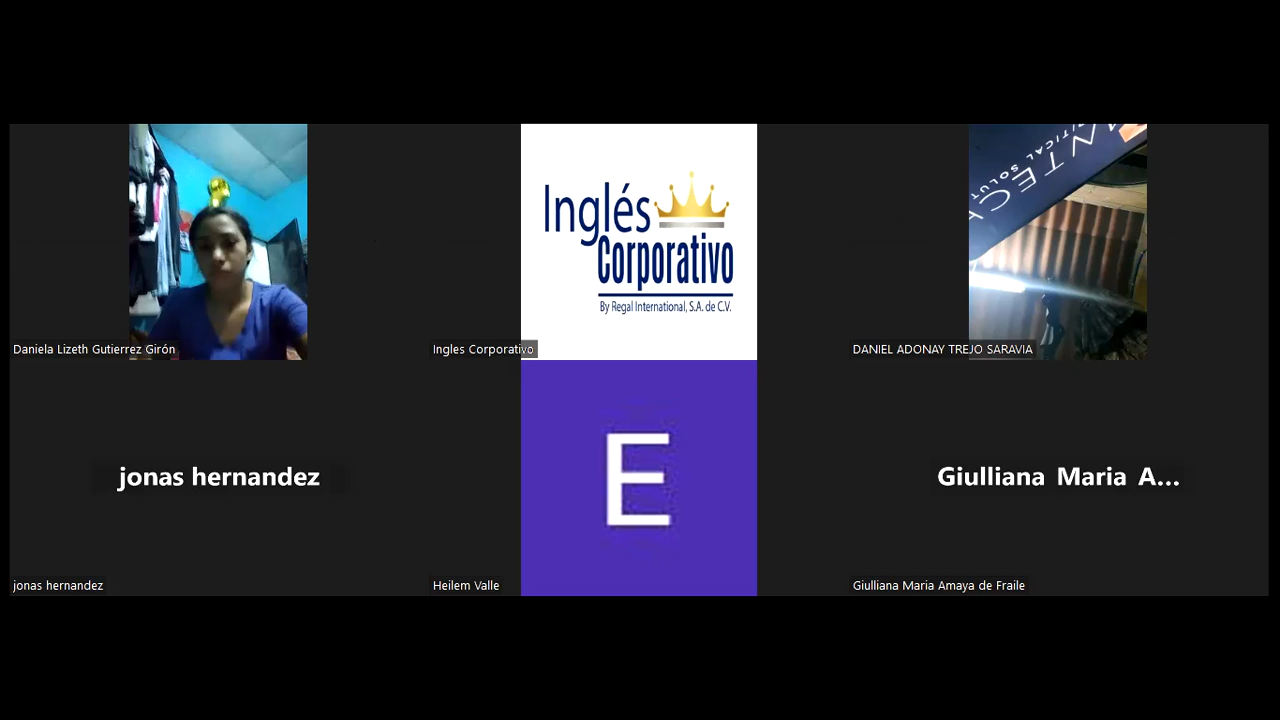 Inglés
Corporativo
By Regal International, S.A. de C.V.
Daniela Lizeth Gutierrez Girón
Ingles Corporativo
DANIEL ADONAY TREJO SARAVIA
jonas hernandez
E
Giulliana Maria A...
jonas hernandez
Heilem Valle
Giulliana Maria Amaya de Fraile